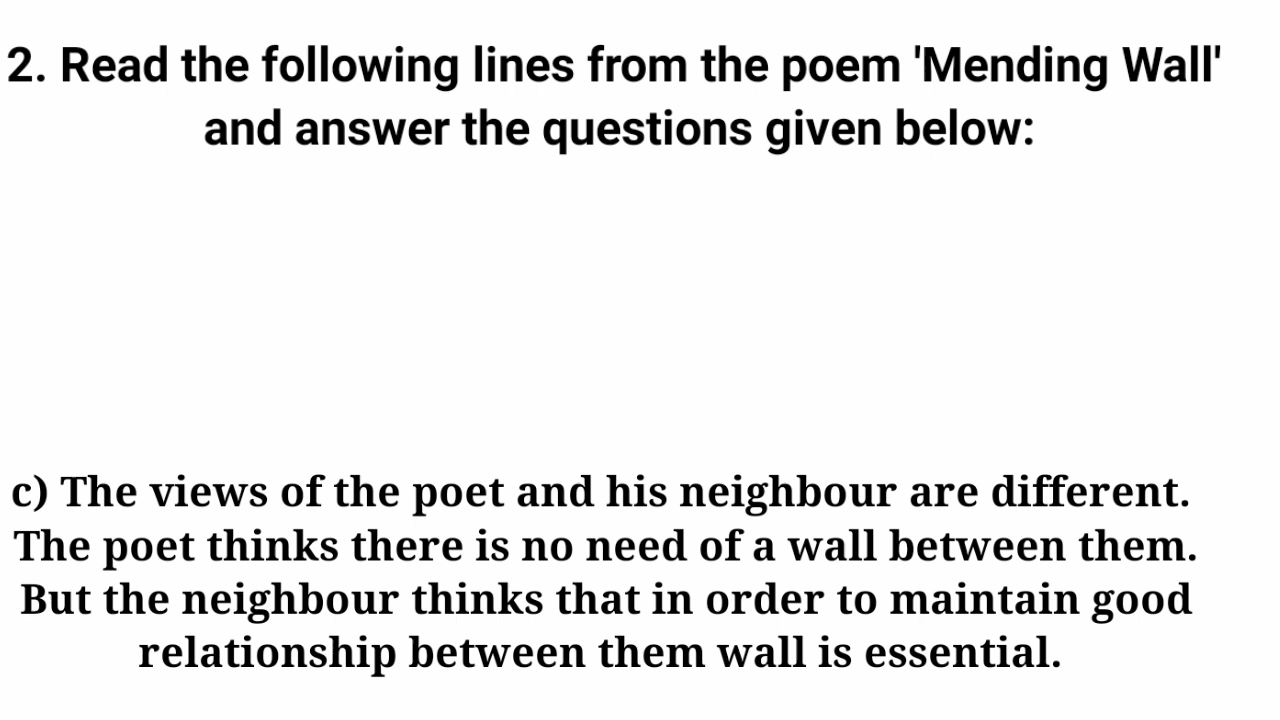 2. Read the following lines from the poem 'Mending Wall'
and answer the questions given below:
c) The views of the poet and his neighbour are different.
The poet thinks there is no need of a wall between them.
But the neighbour thinks that in order to maintain good
relationship between them wall is essential.